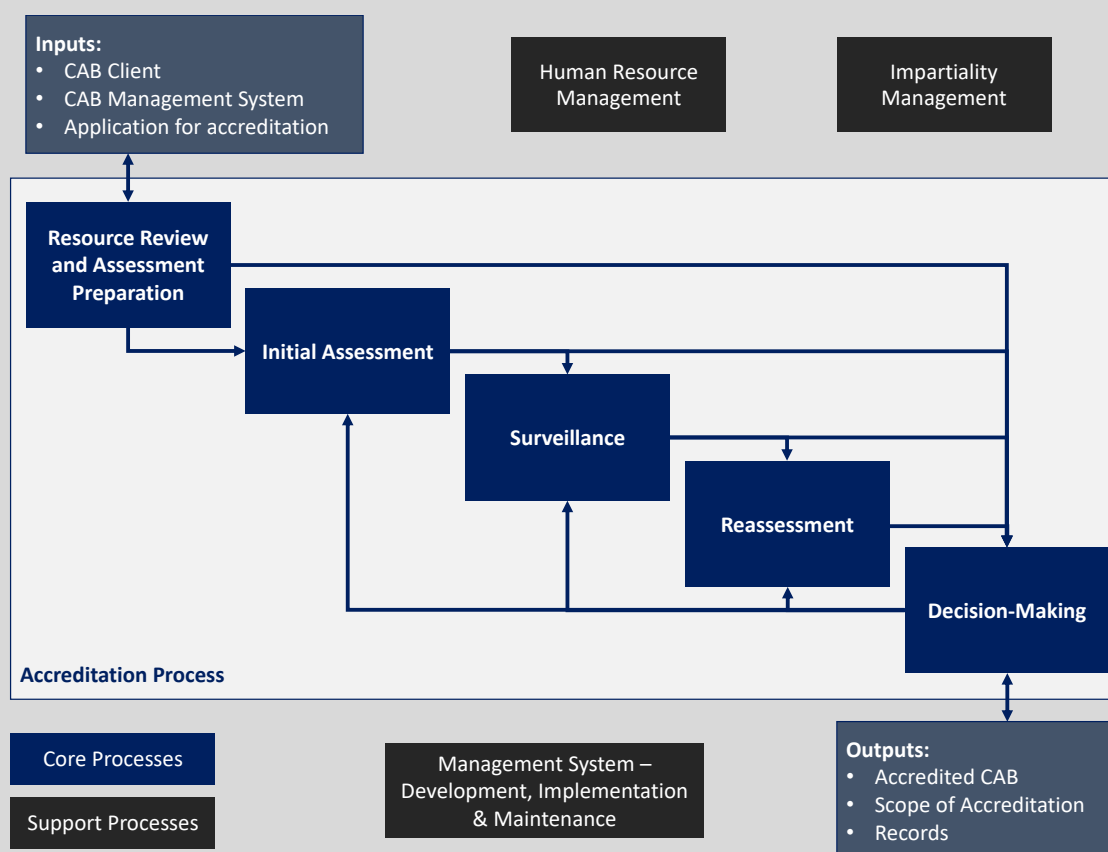 Inputs:
• CAB Client
• CAB Management System
• Application for accreditation
Human Resource
Management
Impartiality
Management
Resource Review
and Assessment
Preparation
Initial Assessment
Surveillance
Reassessment
Decision-Making
Accreditation Process
Core Processes
Support Processes
Management System –
Development, Implementation
& Maintenance
Outputs:
• Accredited CAB
• Scope of Accreditation
• Records